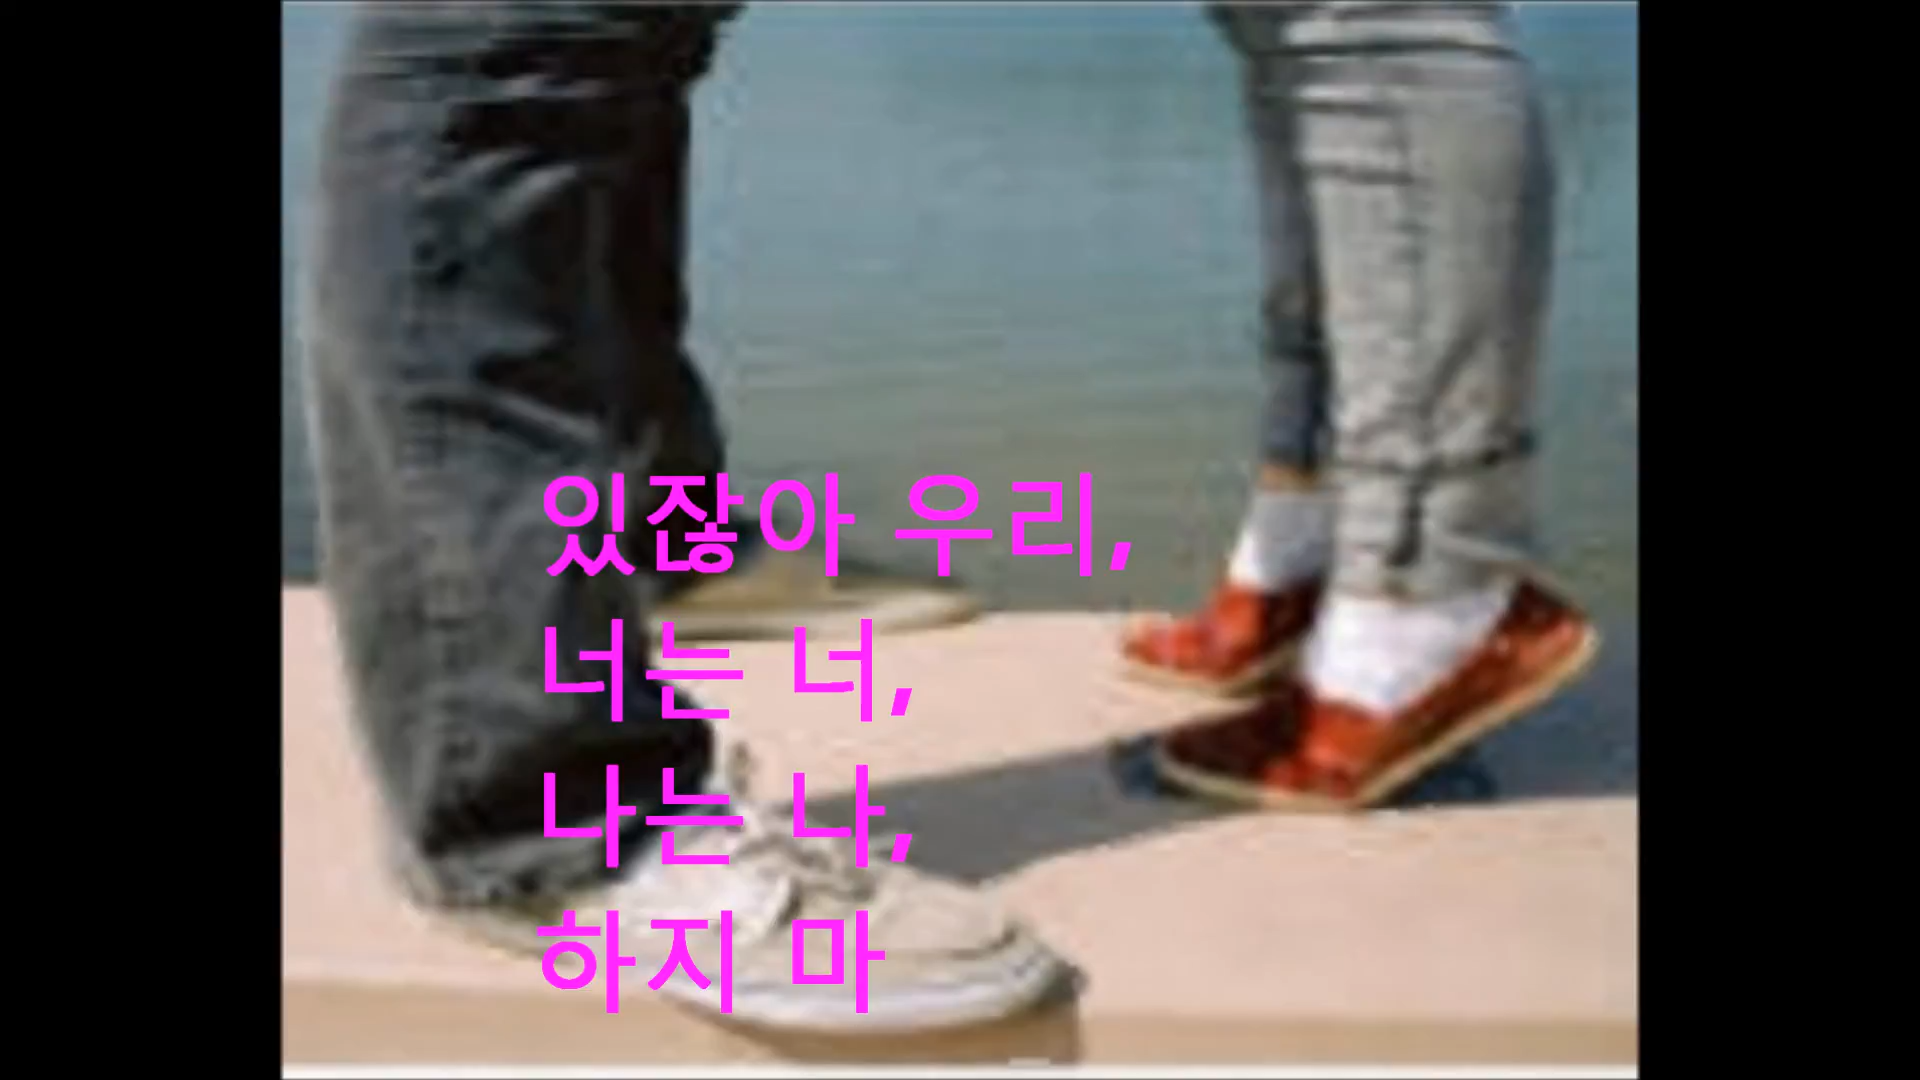 있잖아 우리,
너는 너,
나는 나,
하지 마